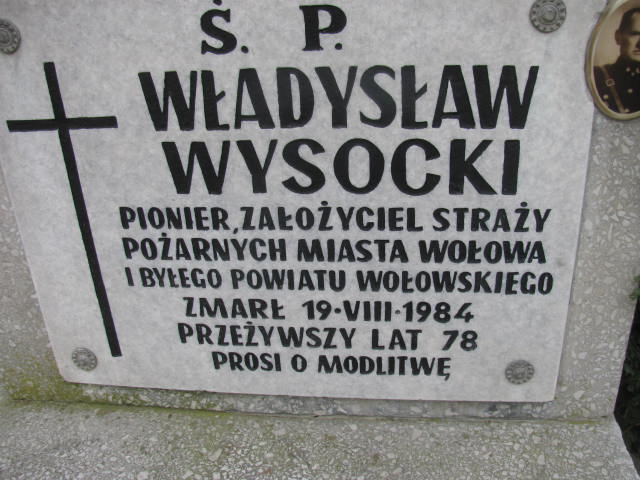 Ś. P.
WŁADYSŁAW
WYSOCKI
PIONIER, ZAŁOŻYCIEL STRAŻY
POŻARNYCH MIASTA WOŁOWA
I BYŁEGO POWIATU WOŁOWSKIEGO
ZMARŁ 19·VIII·1984
PRZEŻYWSZY LAT 78
PROSI O MODLITWĘ